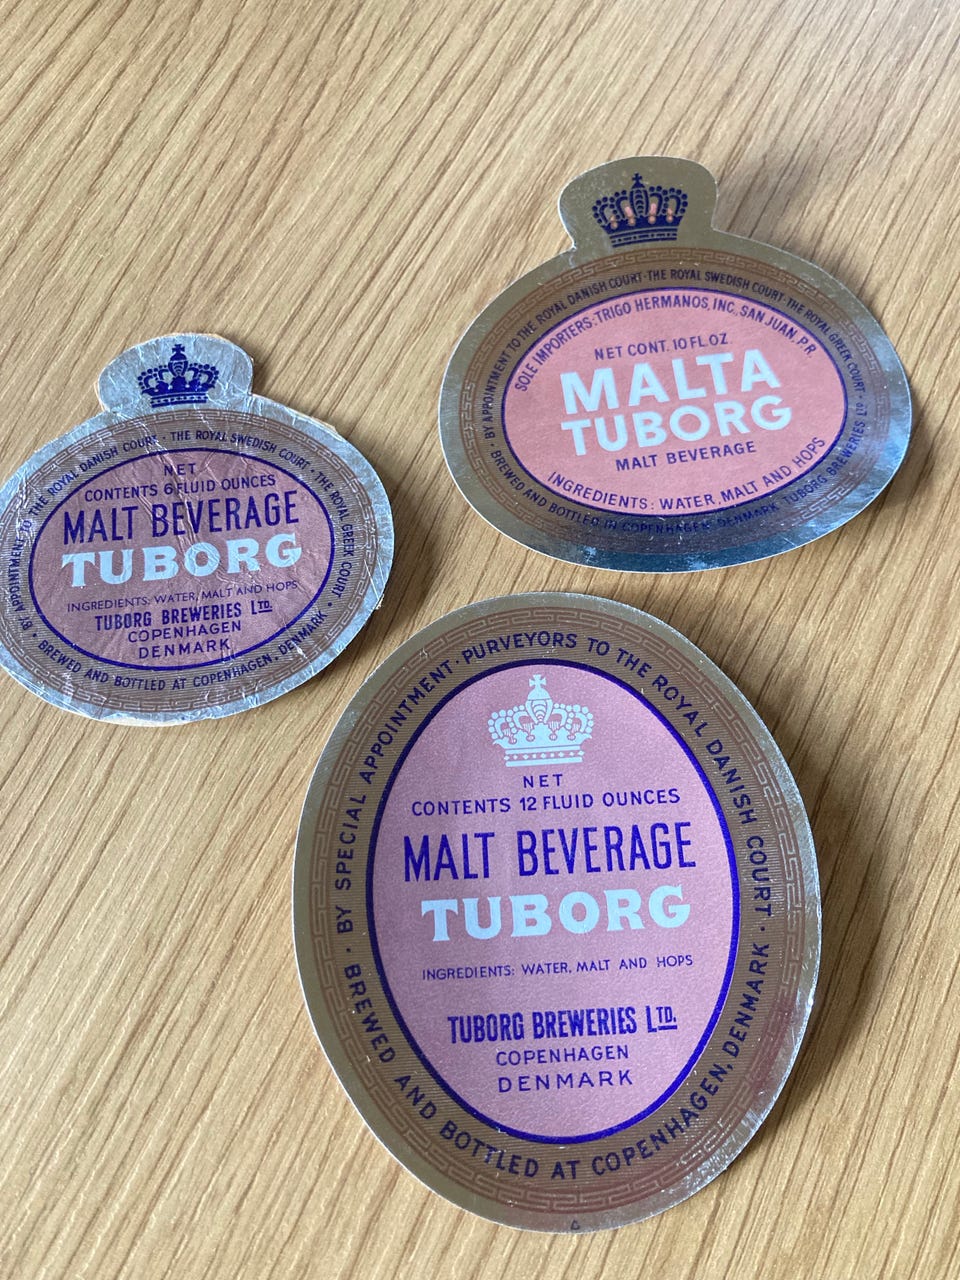 BY APPOINTMENT TO THE ROYAL DANISH COURT · THE ROYAL SWEDISH COURT · THE ROYAL GREEK COURT ·
SOLE IMPORTERS: TRIGO HERMANOS, INC., SAN JUAN, P.R.
NET CONT. 10 FL. OZ.
MALTA
TUBORG
MALT BEVERAGE
INGREDIENTS: WATER, MALT AND HOPS
· BREWED AND BOTTLED IN COPENHAGEN, DENMARK · TUBORG BREWERIES LTD
BY APPOINTMENT TO THE ROYAL DANISH COURT · THE ROYAL SWEDISH COURT · THE ROYAL GREEK COURT ·
NET
CONTENTS 6 FLUID OUNCES
MALT BEVERAGE
TUBORG
INGREDIENTS: WATER, MALT AND HOPS
TUBORG BREWERIES LTD.
COPENHAGEN
DENMARK
· BREWED AND BOTTLED AT COPENHAGEN, DENMARK ·
· BY SPECIAL APPOINTMENT · PURVEYORS TO THE ROYAL DANISH COURT ·
NET
CONTENTS 12 FLUID OUNCES
MALT BEVERAGE
TUBORG
INGREDIENTS: WATER, MALT AND HOPS
TUBORG BREWERIES LTD.
COPENHAGEN
DENMARK
BREWED AND BOTTLED AT COPENHAGEN, DENMARK